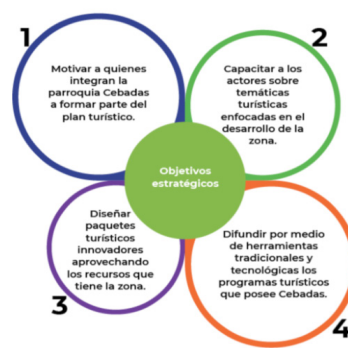 1
Motivar a quienes
integran la
parroquia Cebadas
a formar parte del
plan turístico.
2
Capacitar a los
actores sobre
temáticas
turísticas
enfocadas en el
desarrollo de la
zona.
Objetivos
estratégicos
Diseñar
paquetes
turísticos
innovadores
aprovechando
los recursos que
tiene la zona.
3
Difundir por medio
de herramientas
tradicionales y
tecnológicas los
programas turísticos
que posee Cebadas.
4